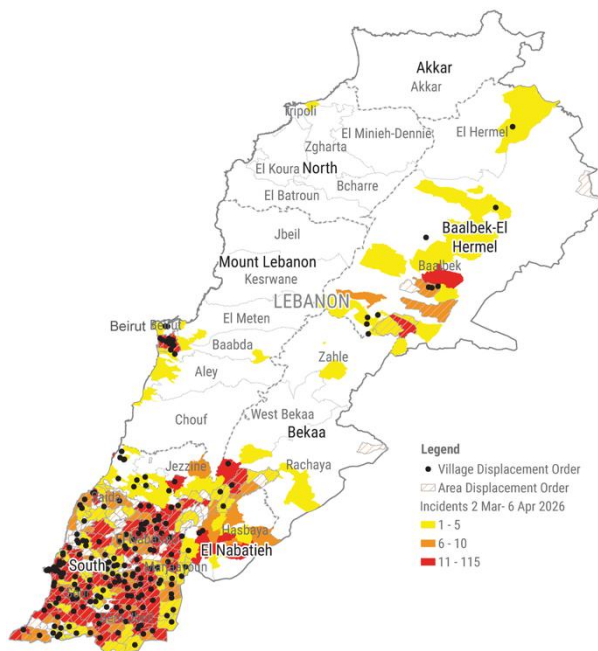 Akkar
Akkar
Tripoli
El Minieh-Dennie
El Hermel
Zgharta
El Koura
North
Bcharre
El Batroun
Jbeil
Baalbek-El
Hermel
Baalbek
Mount Lebanon
Kesrwane
LEBANON
El Meten
Beirut
Beirut
Baabda
Zahle
Aley
Chouf
West Bekaa
Bekaa
Jezzine
Rachaya
Saida
Hasbaya
El Nabatieh
South
Marjaayoun
Legend
Village Displacement Order
Area Displacement Order
Incidents 2 Mar- 6 Apr 2026
1 - 5
6 - 10
11 - 115